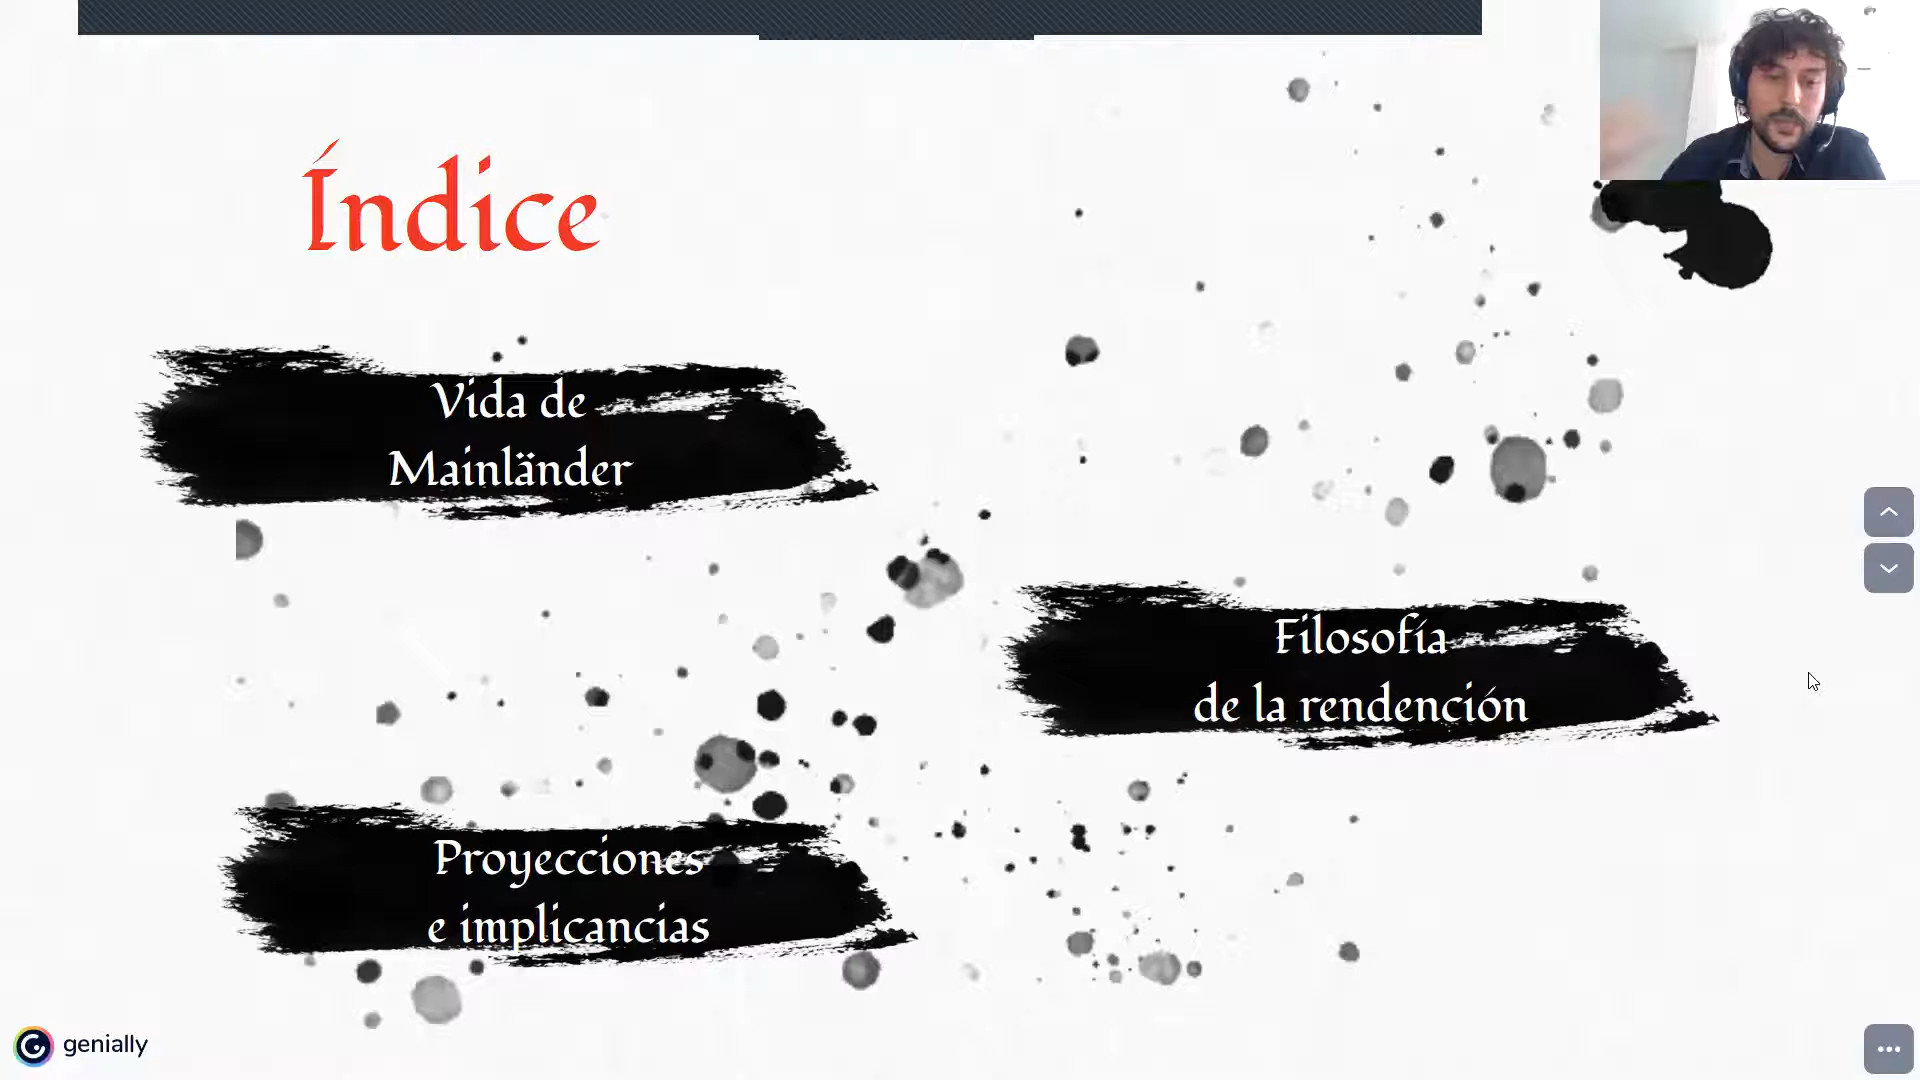 Índice
Vida de
Mainländer
Filosofía
de la rendención
Proyecciones
e implicancias
genially